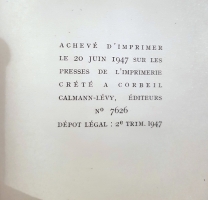 ACHEVÉ D'IMPRIMER
LE 20 JUIN 1947 SUR LES
PRESSES DE L'IMPRIMERIE
CRÉTÉ A CORBEIL
CALMANN-LÉVY, ÉDITEURS
Nº 7626
DÉPOT LÉGAL : 2e TRIM. 1947